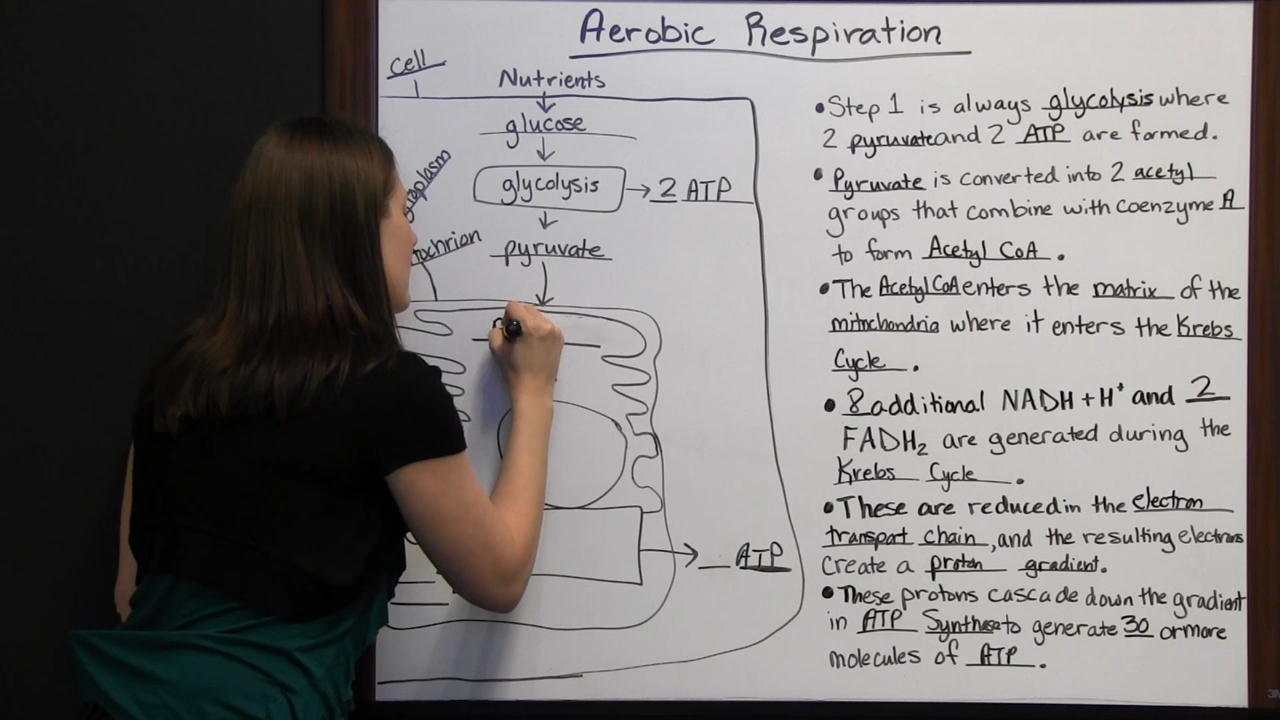 Aerobic Respiration
cell
Nutrients
glucose
glycolysis → 2 ATP
pyruvate
ATP
• Step 1 is always glycolysis where
2 pyruvate and 2 ATP are formed.
• Pyruvate is converted into 2 acetyl
groups that combine with coenzyme A
to form Acetyl CoA.
• The Acetyl CoA enters the matrix of the
mitochondria where it enters the Krebs
Cycle.
• 8 additional NADH + H⁺ and 2
FADH₂ are generated during the
Krebs Cycle.
• These are reduced in the electron
transport chain, and the resulting electrons
create a proton gradient.
• These protons cascade down the gradient
in ATP Synthase to generate 30 or more
molecules of ATP.